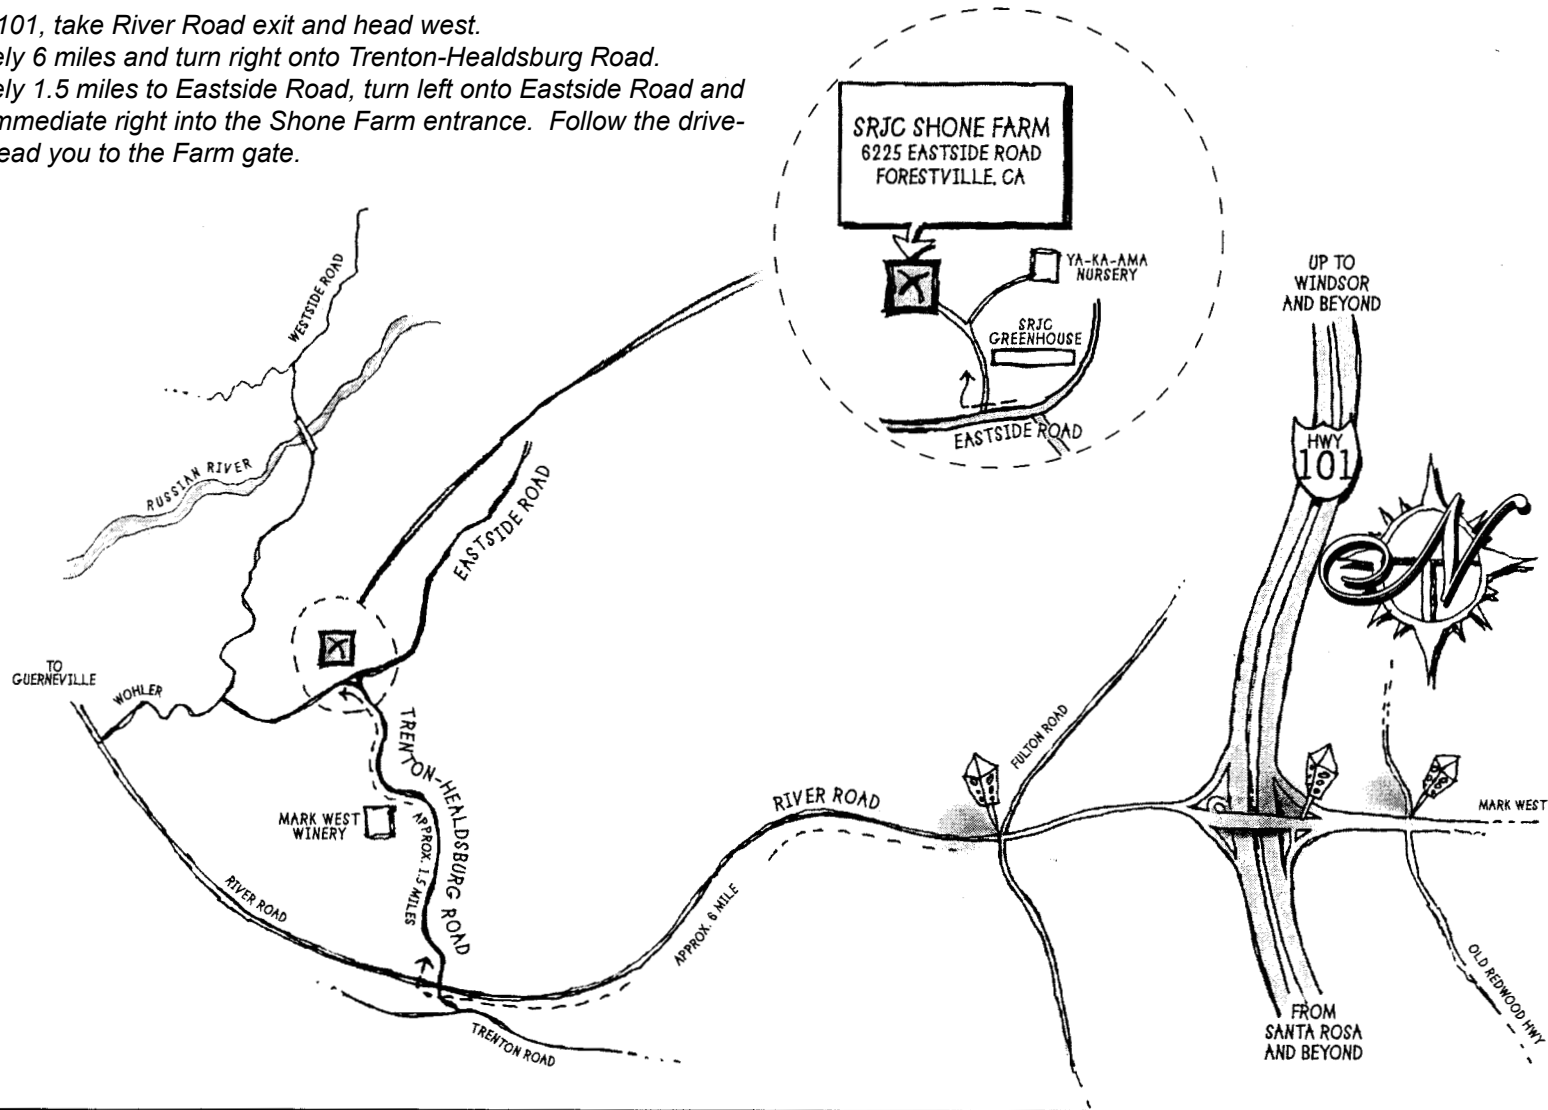 101, take River Road exit and head west.
ely 6 miles and turn right onto Trenton-Healdsburg Road.
ely 1.5 miles to Eastside Road, turn left onto Eastside Road and
mmediate right into the Shone Farm entrance.  Follow the drive-
ead you to the Farm gate.
SRJC SHONE FARM
6225 EASTSIDE ROAD
FORESTVILLE, CA
YA-KA-AMA
NURSERY
SRJC
GREENHOUSE
EASTSIDE ROAD
UP TO
WINDSOR
AND BEYOND
HWY
101
N
WESTSIDE ROAD
RUSSIAN RIVER
EASTSIDE ROAD
TO
GUERNEVILLE
WOHLER
TRENTON-HEALDSBURG ROAD
APPROX. 1.5 MILES
MARK WEST
WINERY
RIVER ROAD
APPROX. 6 MILE
RIVER ROAD
FULTON ROAD
MARK WEST
TRENTON ROAD
OLD REDWOOD HWY
FROM
SANTA ROSA
AND BEYOND